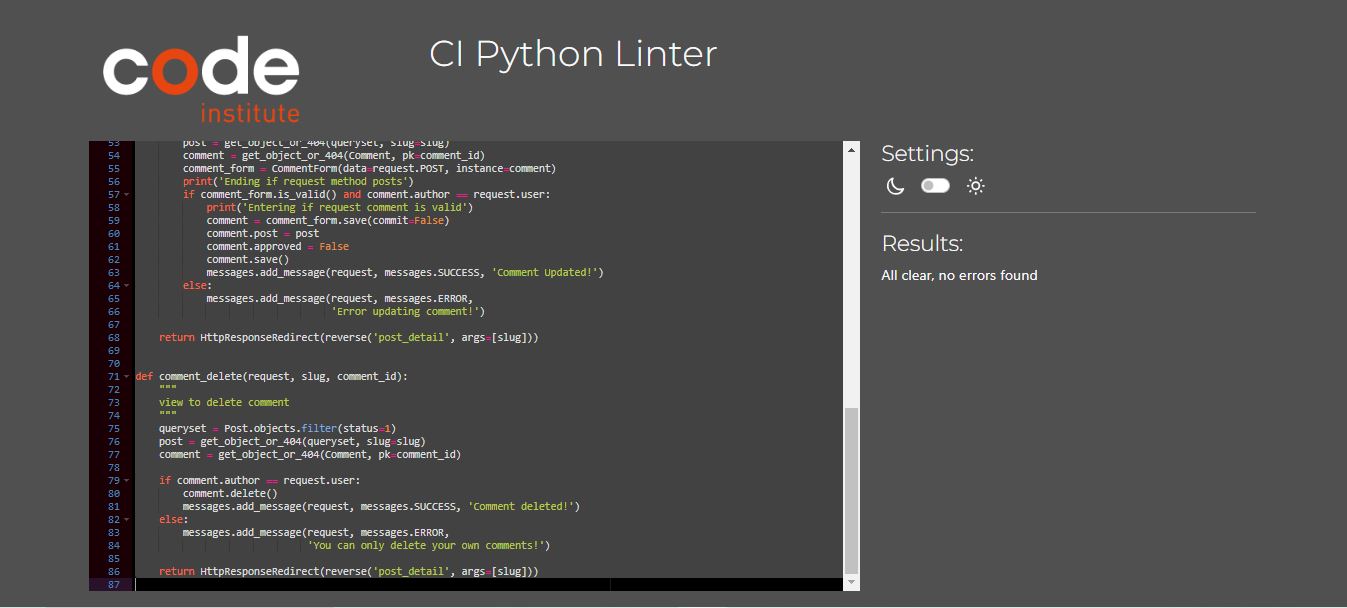 code
institute
CI Python Linter
53 post = get_object_or_404(queryset, slug=slug)
54 comment = get_object_or_404(Comment, pk=comment_id)
55 comment_form = CommentForm(data=request.POST, instance=comment)
56 print('Ending if request method posts')
57 if comment_form.is_valid() and comment.author == request.user:
58 print('Entering if request comment is valid')
59 comment = comment_form.save(commit=False)
60 comment.post = post
61 comment.approved = False
62 comment.save()
63 messages.add_message(request, messages.SUCCESS, 'Comment Updated!')
64 else:
65 messages.add_message(request, messages.ERROR,
66 'Error updating comment!')
67
68 return HttpResponseRedirect(reverse('post_detail', args=[slug]))
69
70
71 def comment_delete(request, slug, comment_id):
72 """
73 view to delete comment
74 """
75 queryset = Post.objects.filter(status=1)
76 post = get_object_or_404(queryset, slug=slug)
77 comment = get_object_or_404(Comment, pk=comment_id)
78
79 if comment.author == request.user:
80 comment.delete()
81 messages.add_message(request, messages.SUCCESS, 'Comment deleted!')
82 else:
83 messages.add_message(request, messages.ERROR,
84 'You can only delete your own comments!')
85
86 return HttpResponseRedirect(reverse('post_detail', args=[slug]))
87
Settings:
Results:
All clear, no errors found